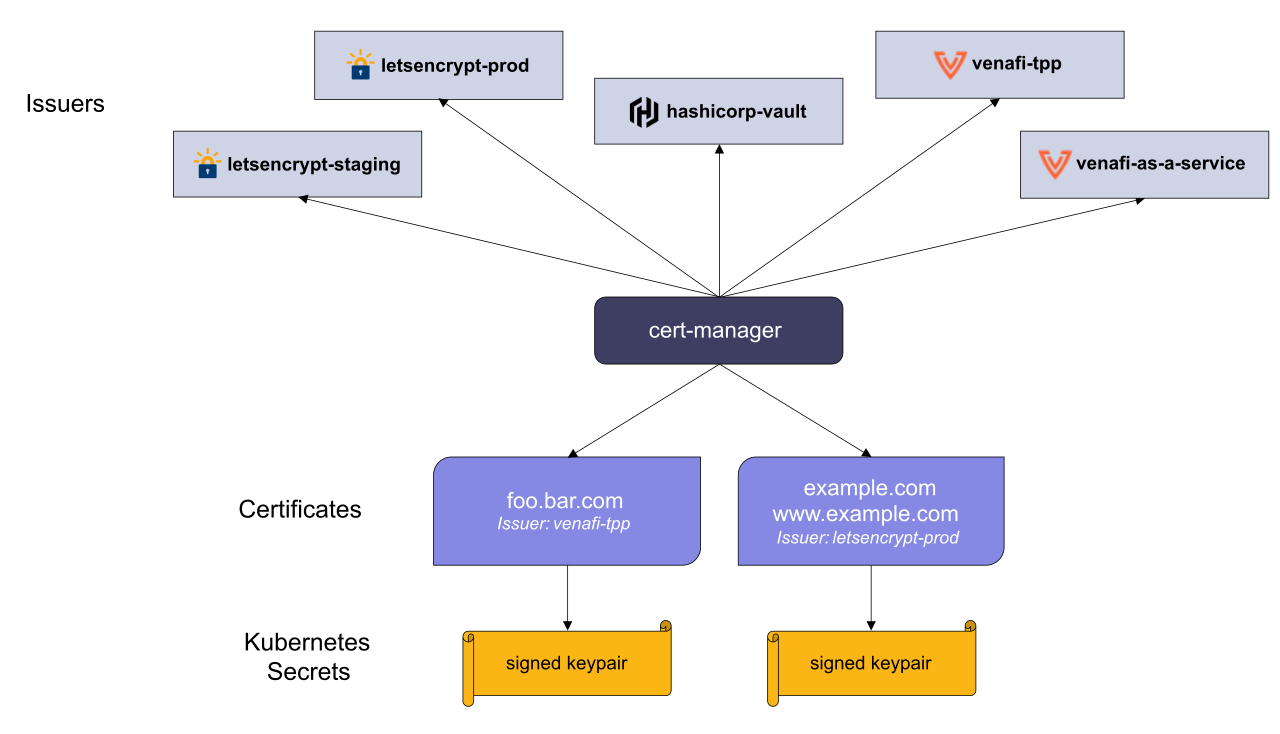 Issuers
letsencrypt-prod
venafi-tpp
hashicorp-vault
letsencrypt-staging
venafi-as-a-service
cert-manager
Certificates
foo.bar.com
Issuer: venafi-tpp
example.com
www.example.com
Issuer: letsencrypt-prod
Kubernetes
Secrets
signed keypair
signed keypair